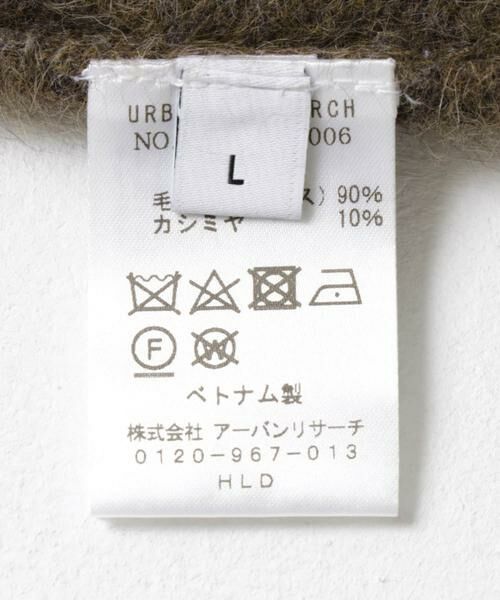 URB RCH
NO. 006
L
毛 ス) 90%
カシミヤ 10%
F
W
ベトナム製
株式会社 アーバンリサーチ
0120-967-013
HLD